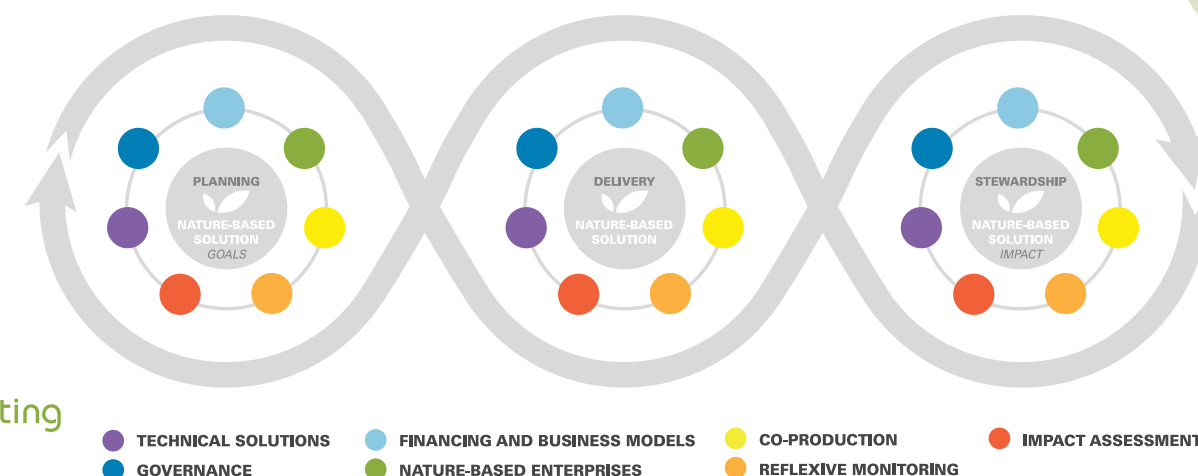 PLANNING
NATURE-BASED
SOLUTION
GOALS
DELIVERY
NATURE-BASED
SOLUTION
STEWARDSHIP
NATURE-BASED
SOLUTION
IMPACT
ting
TECHNICAL SOLUTIONS
FINANCING AND BUSINESS MODELS
CO-PRODUCTION
IMPACT ASSESSMENT
GOVERNANCE
NATURE-BASED ENTERPRISES
REFLEXIVE MONITORING